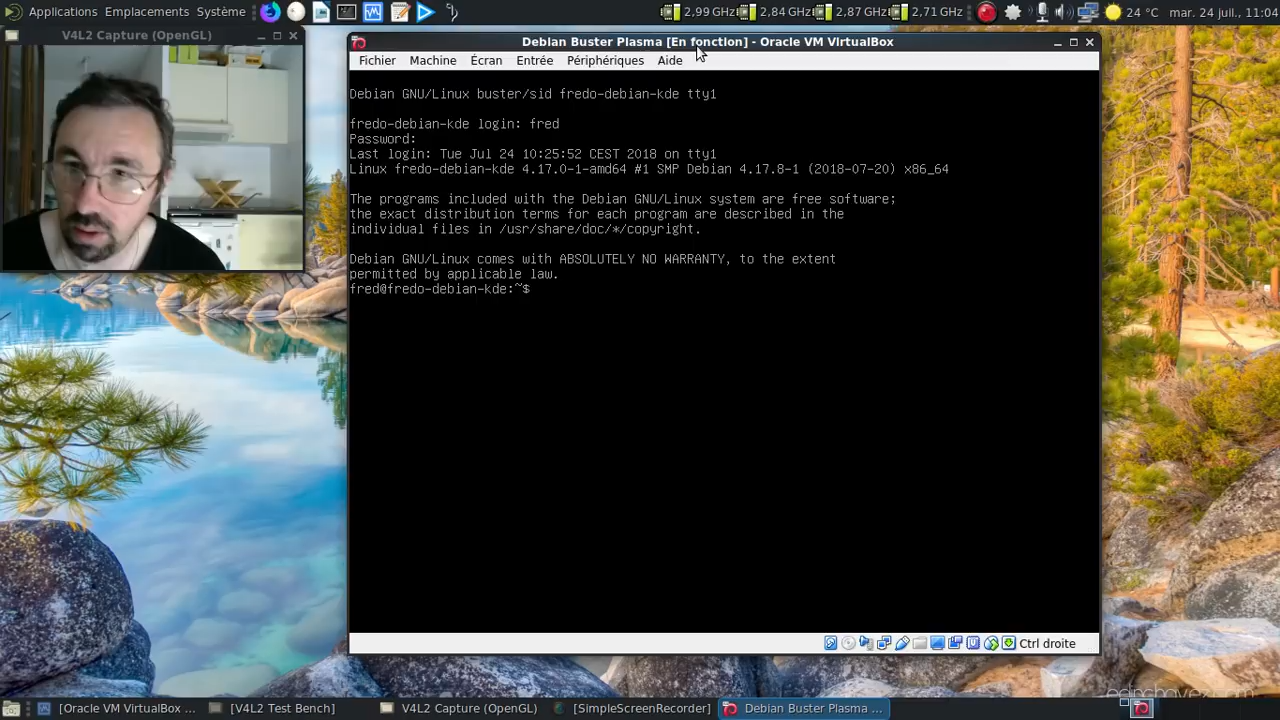 Applications Emplacements Système
2,99 GHz 2,84 GHz 2,87 GHz 2,71 GHz 24 °C mar. 24 juil., 11:04
V4L2 Capture (OpenGL)
Debian Buster Plasma [En fonction] - Oracle VM VirtualBox
Fichier Machine Écran Entrée Périphériques Aide
Debian GNU/Linux buster/sid fredo-debian-kde tty1
fredo-debian-kde login: fred
Password:
Last login: Tue Jul 24 10:25:52 CEST 2018 on tty1
Linux fredo-debian-kde 4.17.0-1-amd64 #1 SMP Debian 4.17.8-1 (2018-07-20) x86_64
The programs included with the Debian GNU/Linux system are free software;
the exact distribution terms for each program are described in the
individual files in /usr/share/doc/*/copyright.
Debian GNU/Linux comes with ABSOLUTELY NO WARRANTY, to the extent
permitted by applicable law.
fred@fredo-debian-kde:~$
Ctrl droite
[Oracle VM VirtualBox ... [V4L2 Test Bench] V4L2 Capture (OpenGL) [SimpleScreenRecorder] Debian Buster Plasma ...